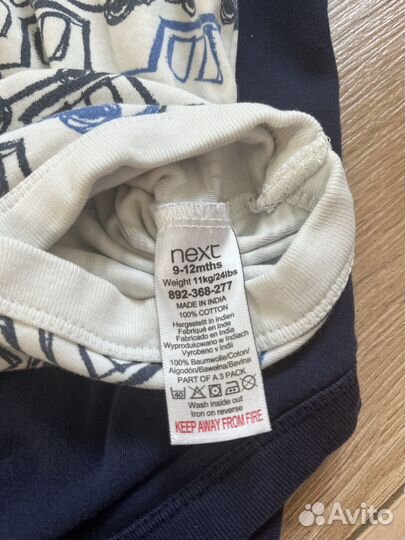 next
9-12mths
Weight 11kg/24lbs
892-368-277
MADE IN INDIA
100% COTTON
Hergestellt in Indien
Fabriqué en Inde
Fabricado en Indio
Wyprodukowano w Indiach
Vyrobeno v Indii
100% Baumwolle/Coton/
Algodón/Bawełna/Bavlna
PART OF A 3 PACK
40
Wash inside out
Iron on reverse
KEEP AWAY FROM FIRE
Avito